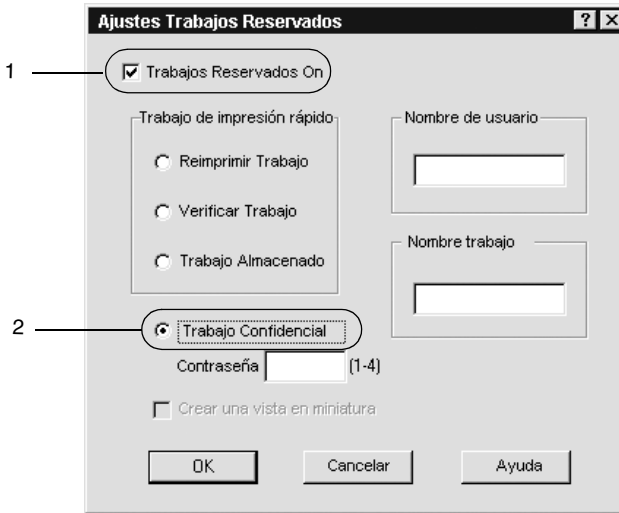 Ajustes Trabajos Reservados
1
Trabajos Reservados On
Trabajo de impresión rápido
Reimprimir Trabajo
Verificar Trabajo
Trabajo Almacenado
Nombre de usuario
Nombre trabajo
2
Trabajo Confidencial
Contraseña (1-4)
Crear una vista en miniatura
OK Cancelar Ayuda